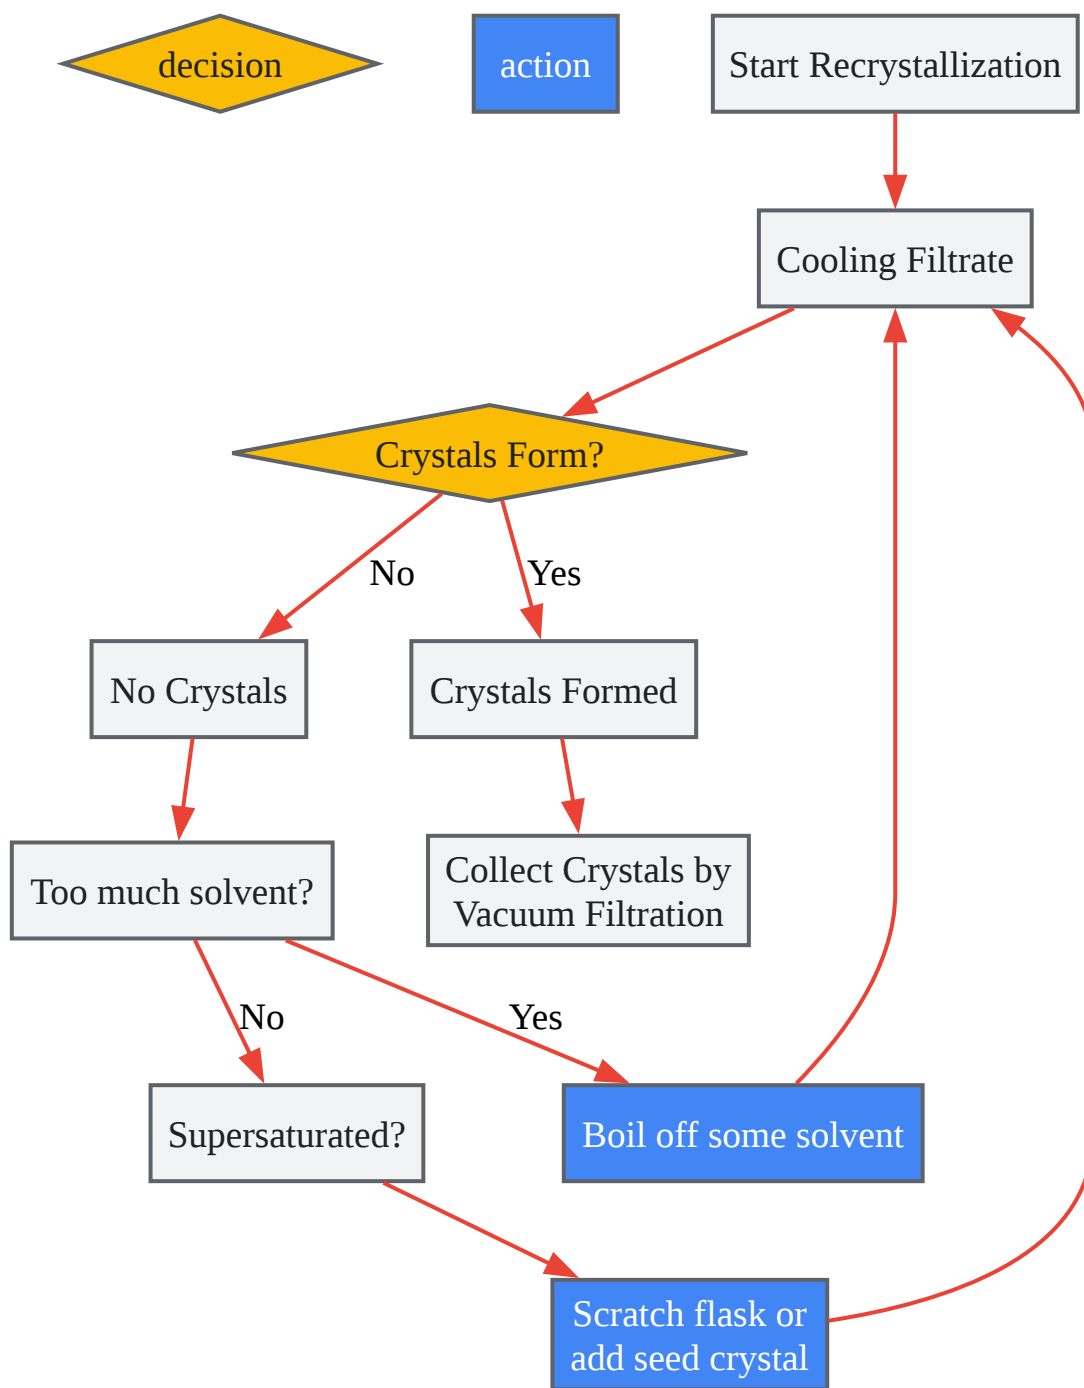 decision
action
Start Recrystallization
Cooling Filtrate
Crystals Form?
No
Yes
No Crystals
Crystals Formed
Too much solvent?
Collect Crystals by
Vacuum Filtration
No
Yes
Supersaturated?
Boil off some solvent
Scratch flask or
add seed crystal